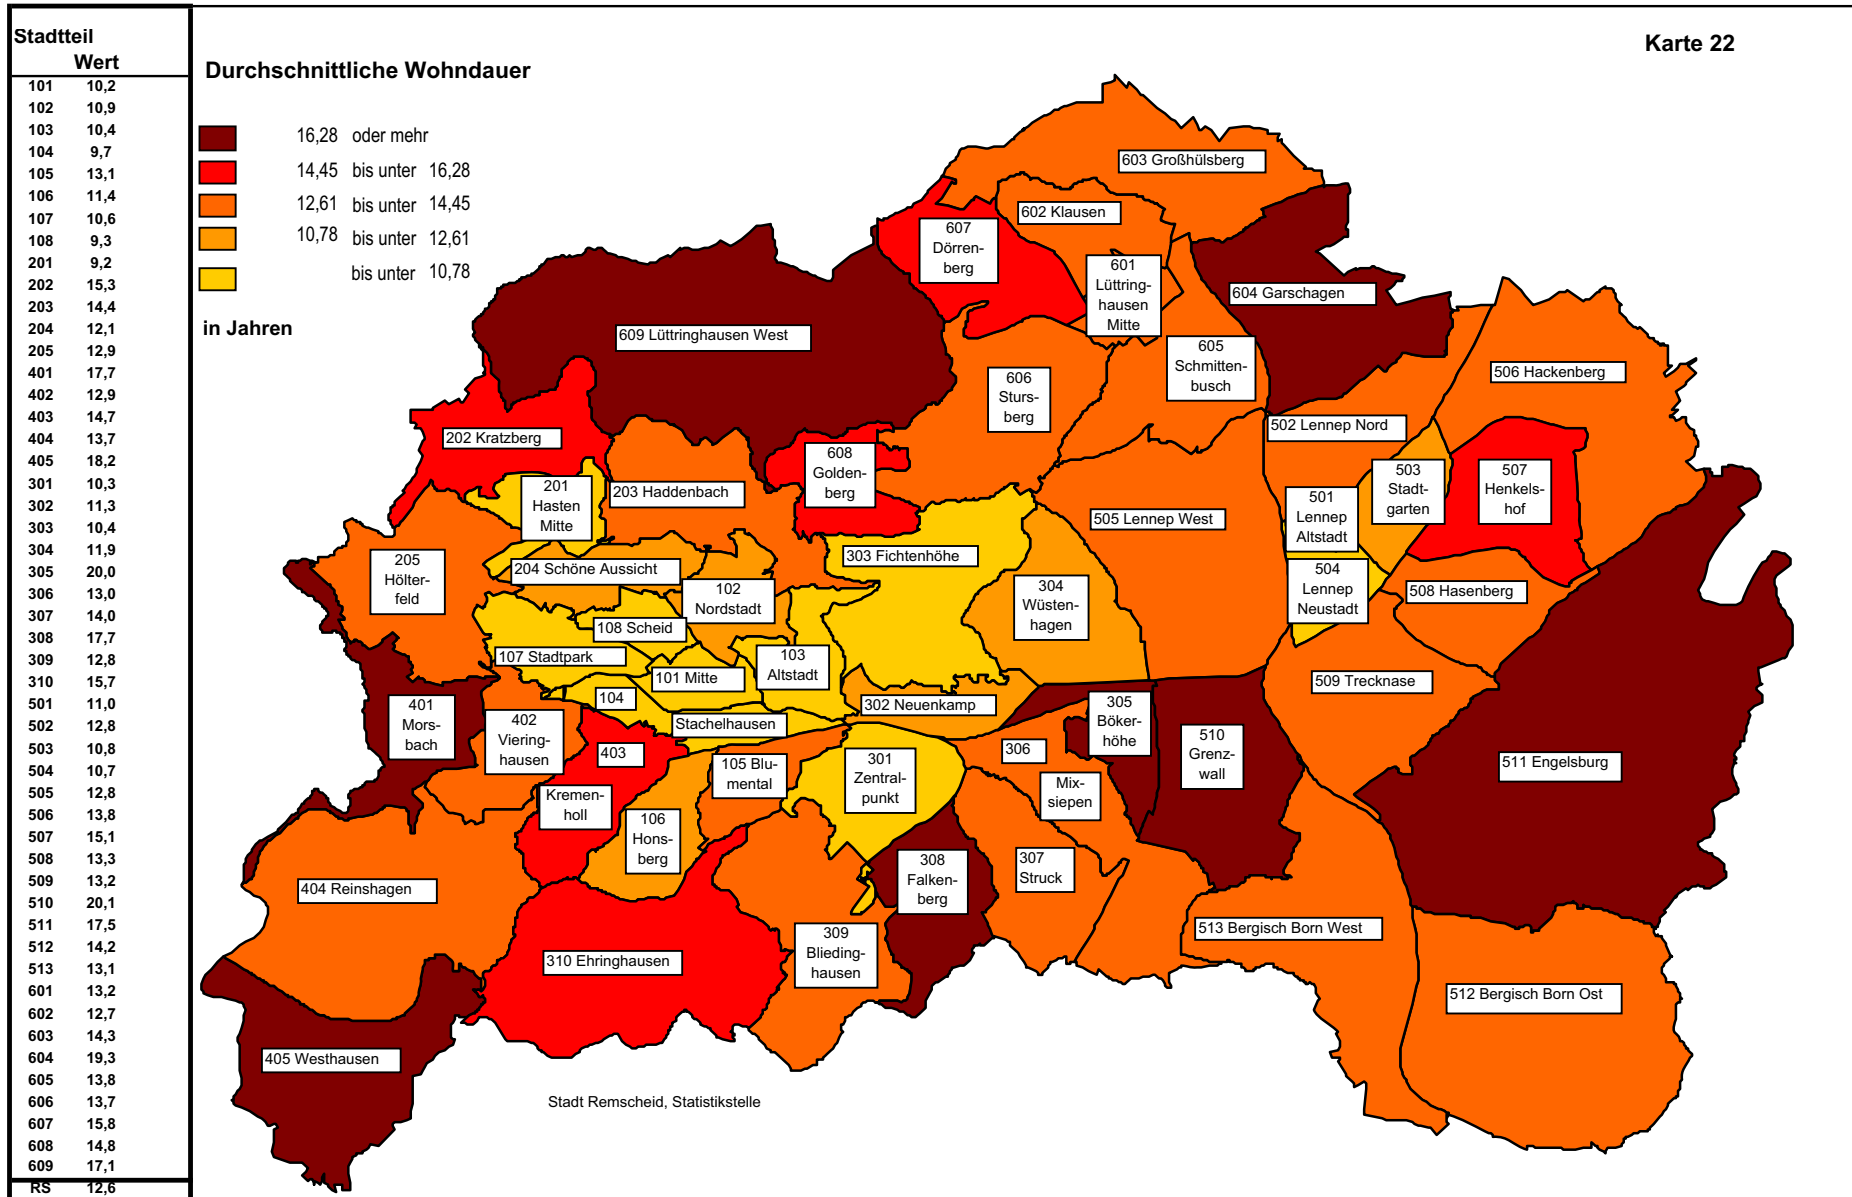 Stadtteil
Wert
101 10,2
102 10,9
103 10,4
104 9,7
105 13,1
106 11,4
107 10,6
108 9,3
201 9,2
202 15,3
203 14,4
204 12,1
205 12,9
401 17,7
402 12,9
403 14,7
404 13,7
405 18,2
301 10,3
302 11,3
303 10,4
304 11,9
305 20,0
306 13,0
307 14,0
308 17,7
309 12,8
310 15,7
501 11,0
502 12,8
503 10,8
504 10,7
505 12,8
506 13,8
507 15,1
508 13,3
509 13,2
510 20,1
511 17,5
512 14,2
513 13,1
601 13,2
602 12,7
603 14,3
604 19,3
605 13,8
606 13,7
607 15,8
608 14,8
609 17,1
RS 12,6
Durchschnittliche Wohndauer
16,28 oder mehr
14,45 bis unter 16,28
12,61 bis unter 14,45
10,78 bis unter 12,61
bis unter 10,78
in Jahren
Karte 22
603 Großhülsberg
602 Klausen
607
Dörren-
berg
601
Lüttring-
hausen
Mitte
604 Garschagen
609 Lüttringhausen West
605
Schmitten-
busch
606
Stursberg
506 Hackenberg
502 Lennep Nord
202 Kratzberg
608
Golden-
berg
503
Stadt-
garten
507
Henkels-
hof
201
Hasten
Mitte
203 Haddenbach
501
Lennep
Altstadt
505 Lennep West
303 Fichtenhöhe
205
Hölter-
feld
204 Schöne Aussicht
504
Lennep
Neustadt
304
Wüsten-
hagen
102
Nordstadt
508 Hasenberg
108 Scheid
107 Stadtpark
103
Altstadt
101 Mitte
509 Trecknase
104
Stachelhausen
302 Neuenkamp
401
Mors-
bach
402
Viering-
hausen
305
Böker-
höhe
510
Grenz-
wall
403
Kremen-
holl
105 Blu-
mental
301
Zentral-
punkt
306
Mix-
siepen
511 Engelsburg
106
Hons-
berg
307
Struck
308
Falken-
berg
404 Reinshagen
513 Bergisch Born West
309
Blieding-
hausen
310 Ehringhausen
512 Bergisch Born Ost
405 Westhausen
Stadt Remscheid, Statistikstelle